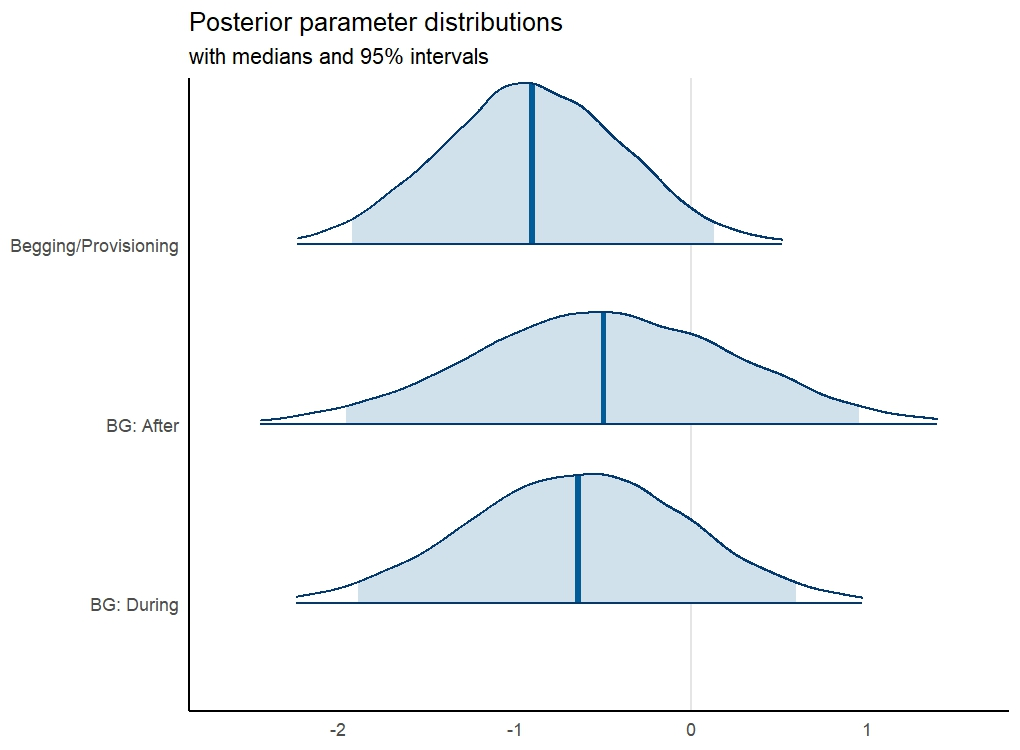 Posterior parameter distributions
with medians and 95% intervals
Begging/Provisioning
BG: After
BG: During
-2 -1 0 1